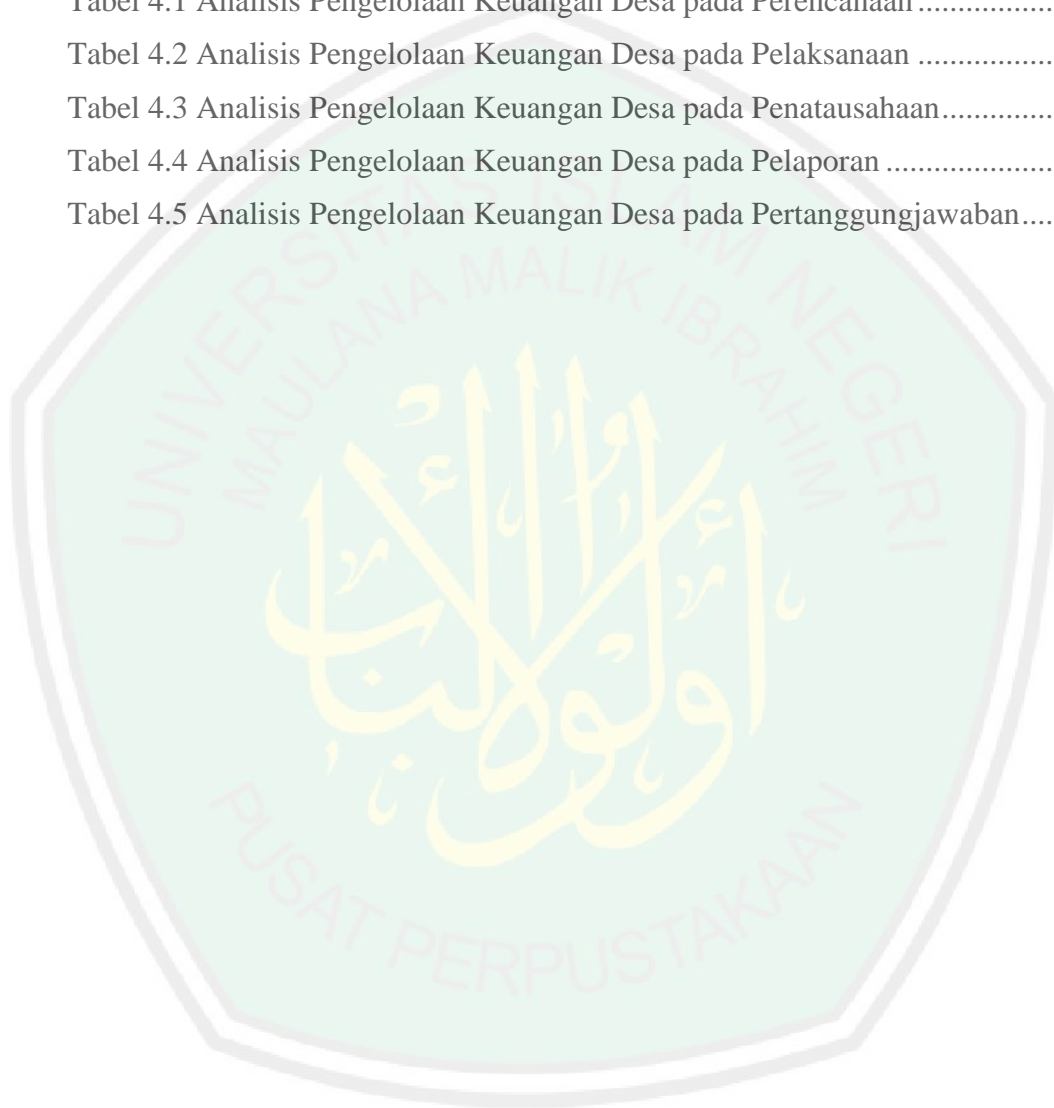 Tabel 4.1 Analisis Pengelolaan Keuangan Desa pada Perencanaan.................
Tabel 4.2 Analisis Pengelolaan Keuangan Desa pada Pelaksanaan .................
Tabel 4.3 Analisis Pengelolaan Keuangan Desa pada Penatausahaan..............
Tabel 4.4 Analisis Pengelolaan Keuangan Desa pada Pelaporan .....................
Tabel 4.5 Analisis Pengelolaan Keuangan Desa pada Pertanggungjawaban....
UNIVERSITAS ISLAM NEGERI
MAULANA MALIK IBRAHIM
أولو الألباب
PUSAT PERPUSTAKAAN